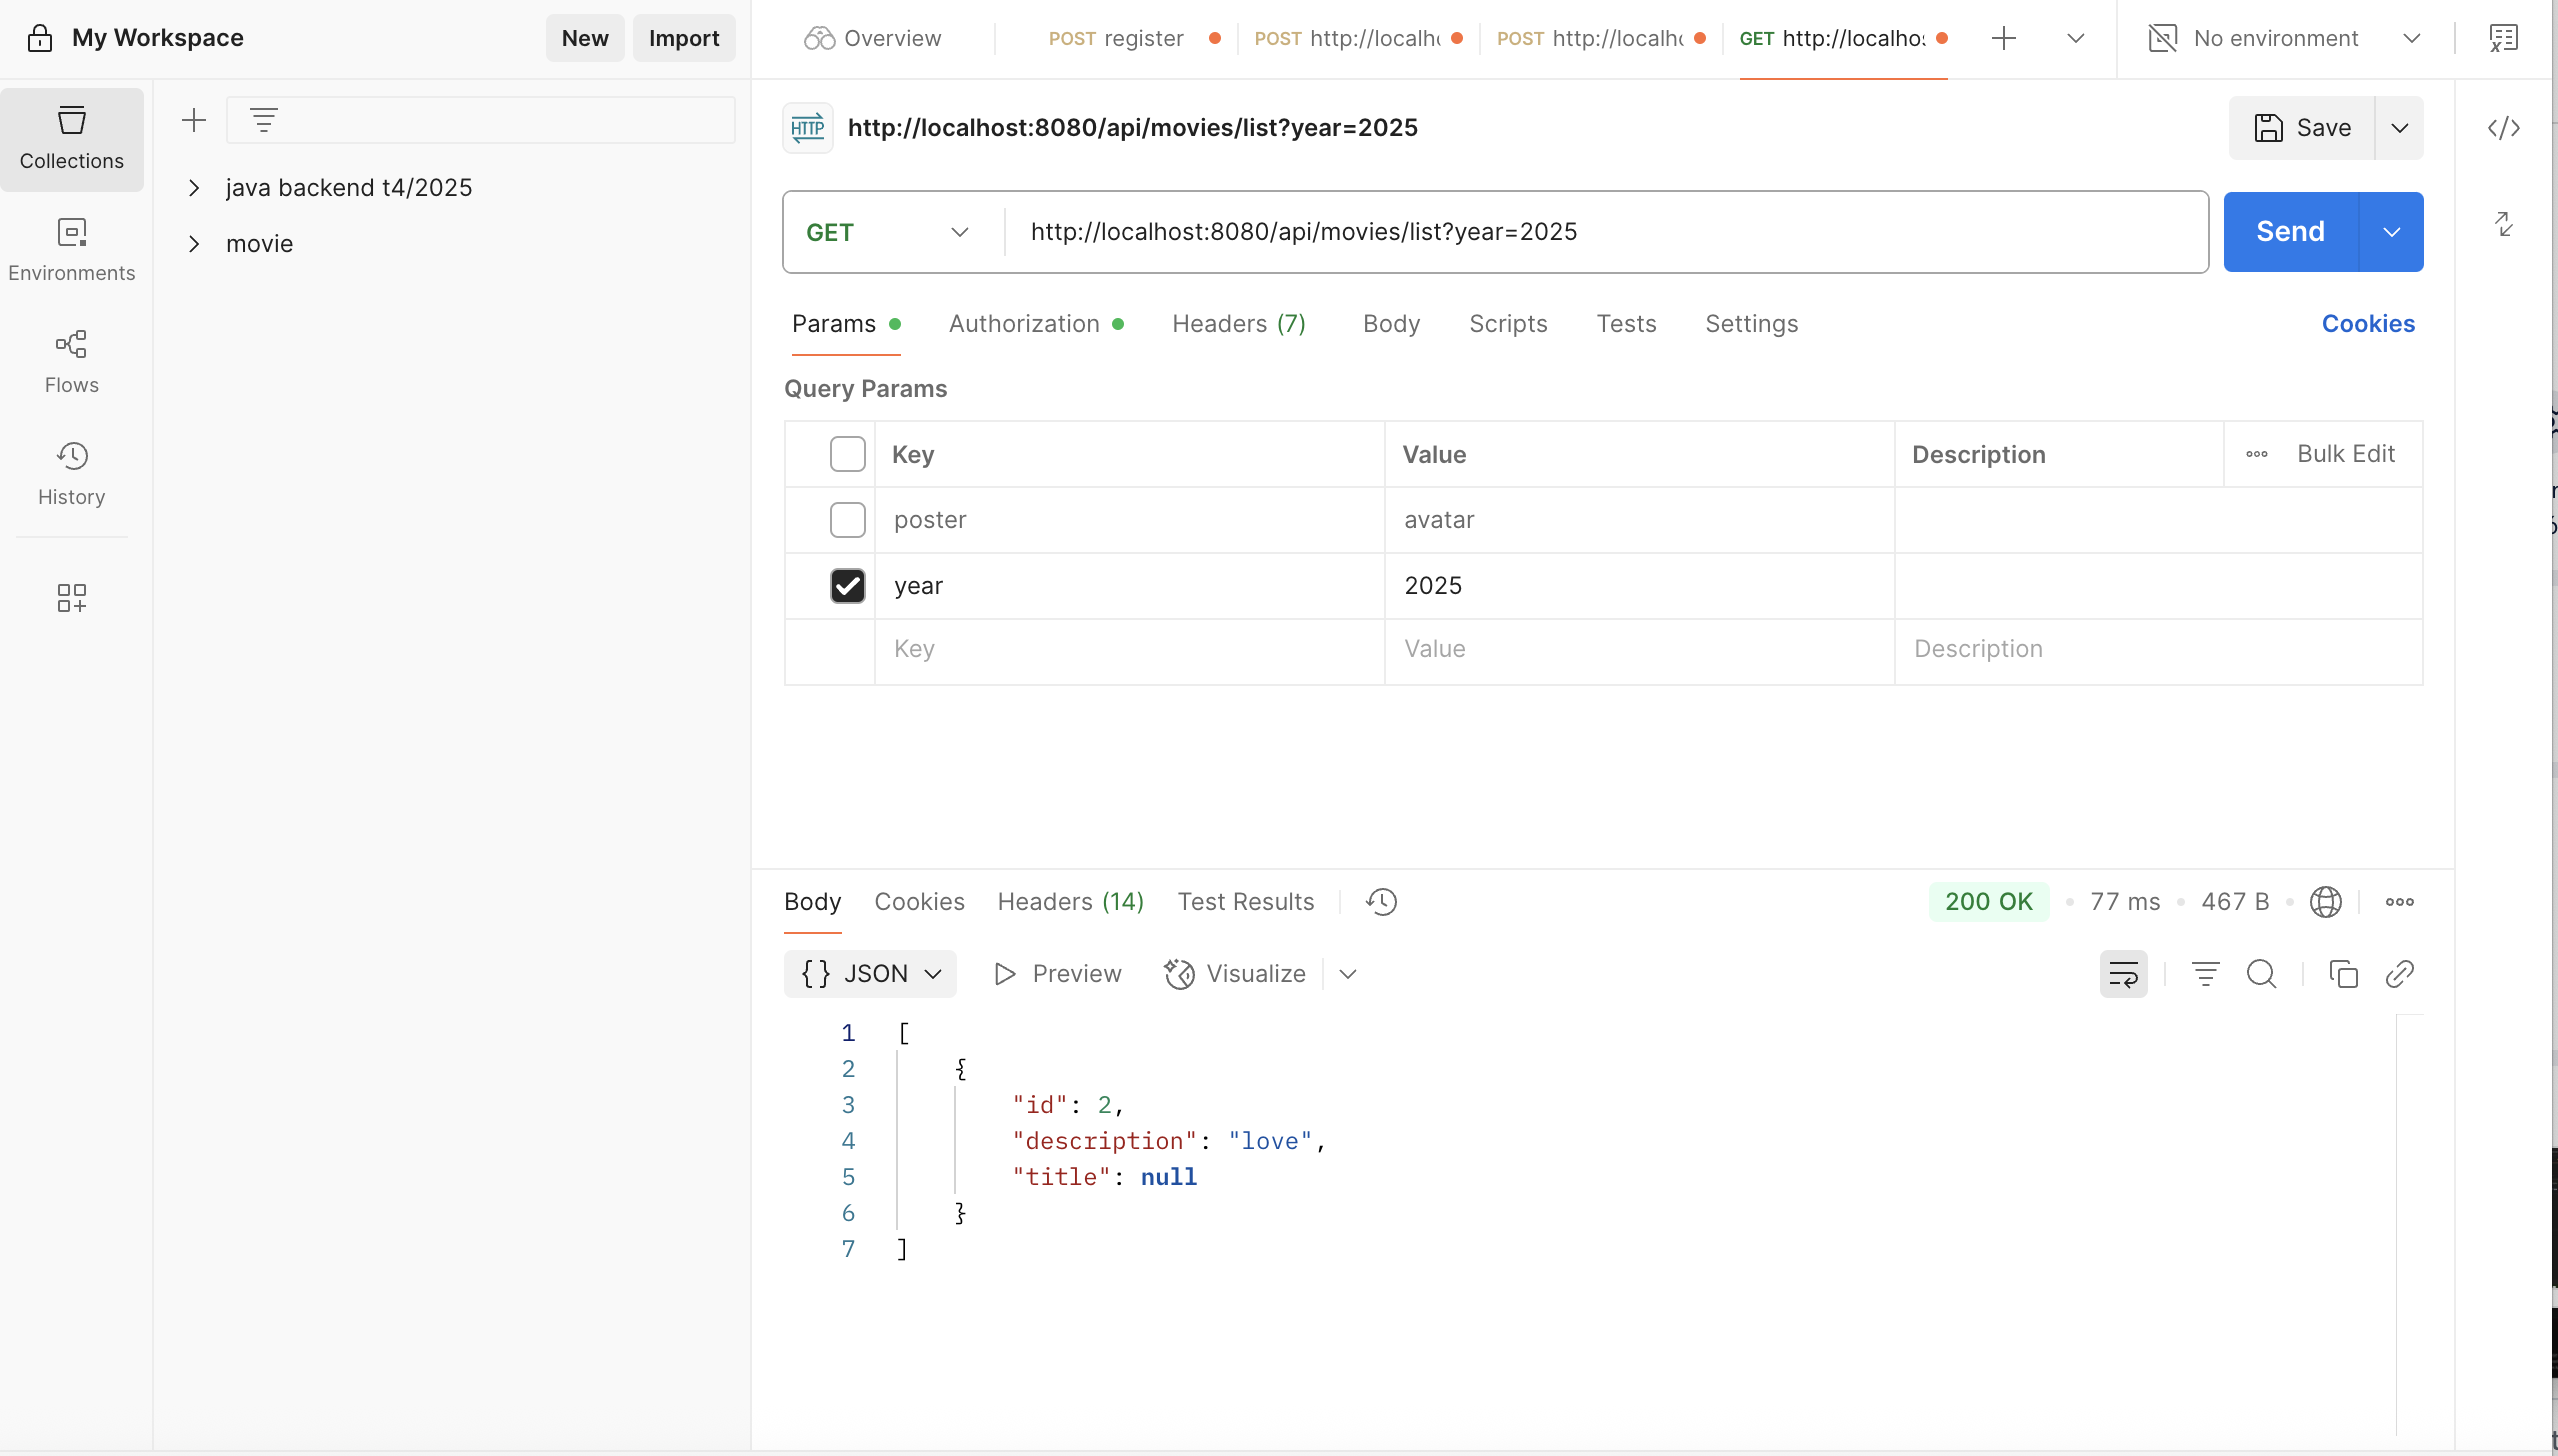 My Workspace
New
Import
Overview
POST register
POST http://localh
POST http://localh
GET http://localhos
No environment
Collections
Environments
Flows
History
java backend t4/2025
movie
HTTP
http://localhost:8080/api/movies/list?year=2025
Save
GET
http://localhost:8080/api/movies/list?year=2025
Send
Params
Authorization
Headers (7)
Body
Scripts
Tests
Settings
Cookies
Query Params
Key Value Description Bulk Edit
poster avatar
year 2025
Key Value Description
Body
Cookies
Headers (14)
Test Results
200 OK
77 ms
467 B
{} JSON
Preview
Visualize
1 [
2 {
3 "id": 2,
4 "description": "love",
5 "title": null
6 }
7 ]